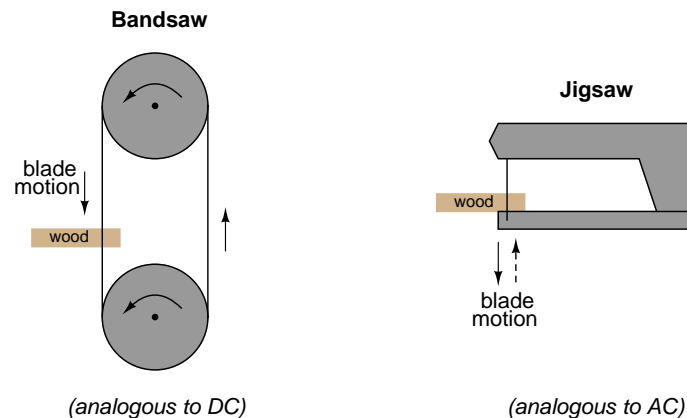 Bandsaw
blade
motion
wood
(analogous to DC)
Jigsaw
wood
blade
motion
(analogous to AC)